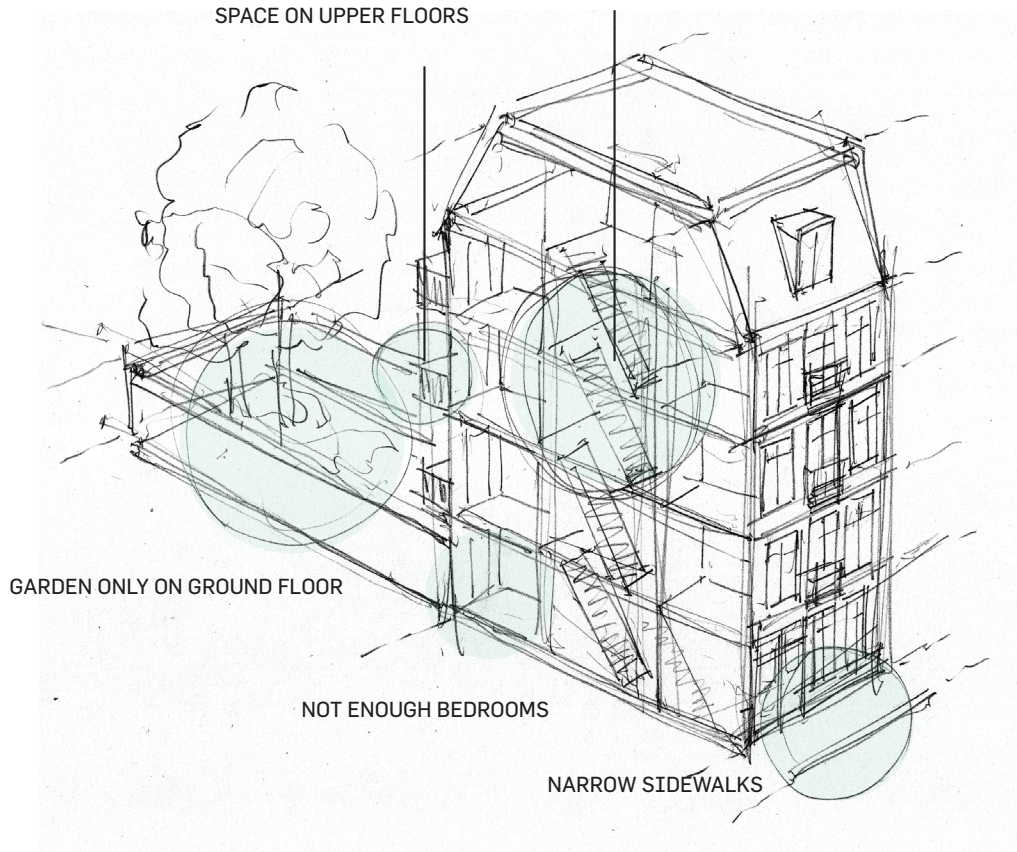 SPACE ON UPPER FLOORS
GARDEN ONLY ON GROUND FLOOR
NOT ENOUGH BEDROOMS
NARROW SIDEWALKS